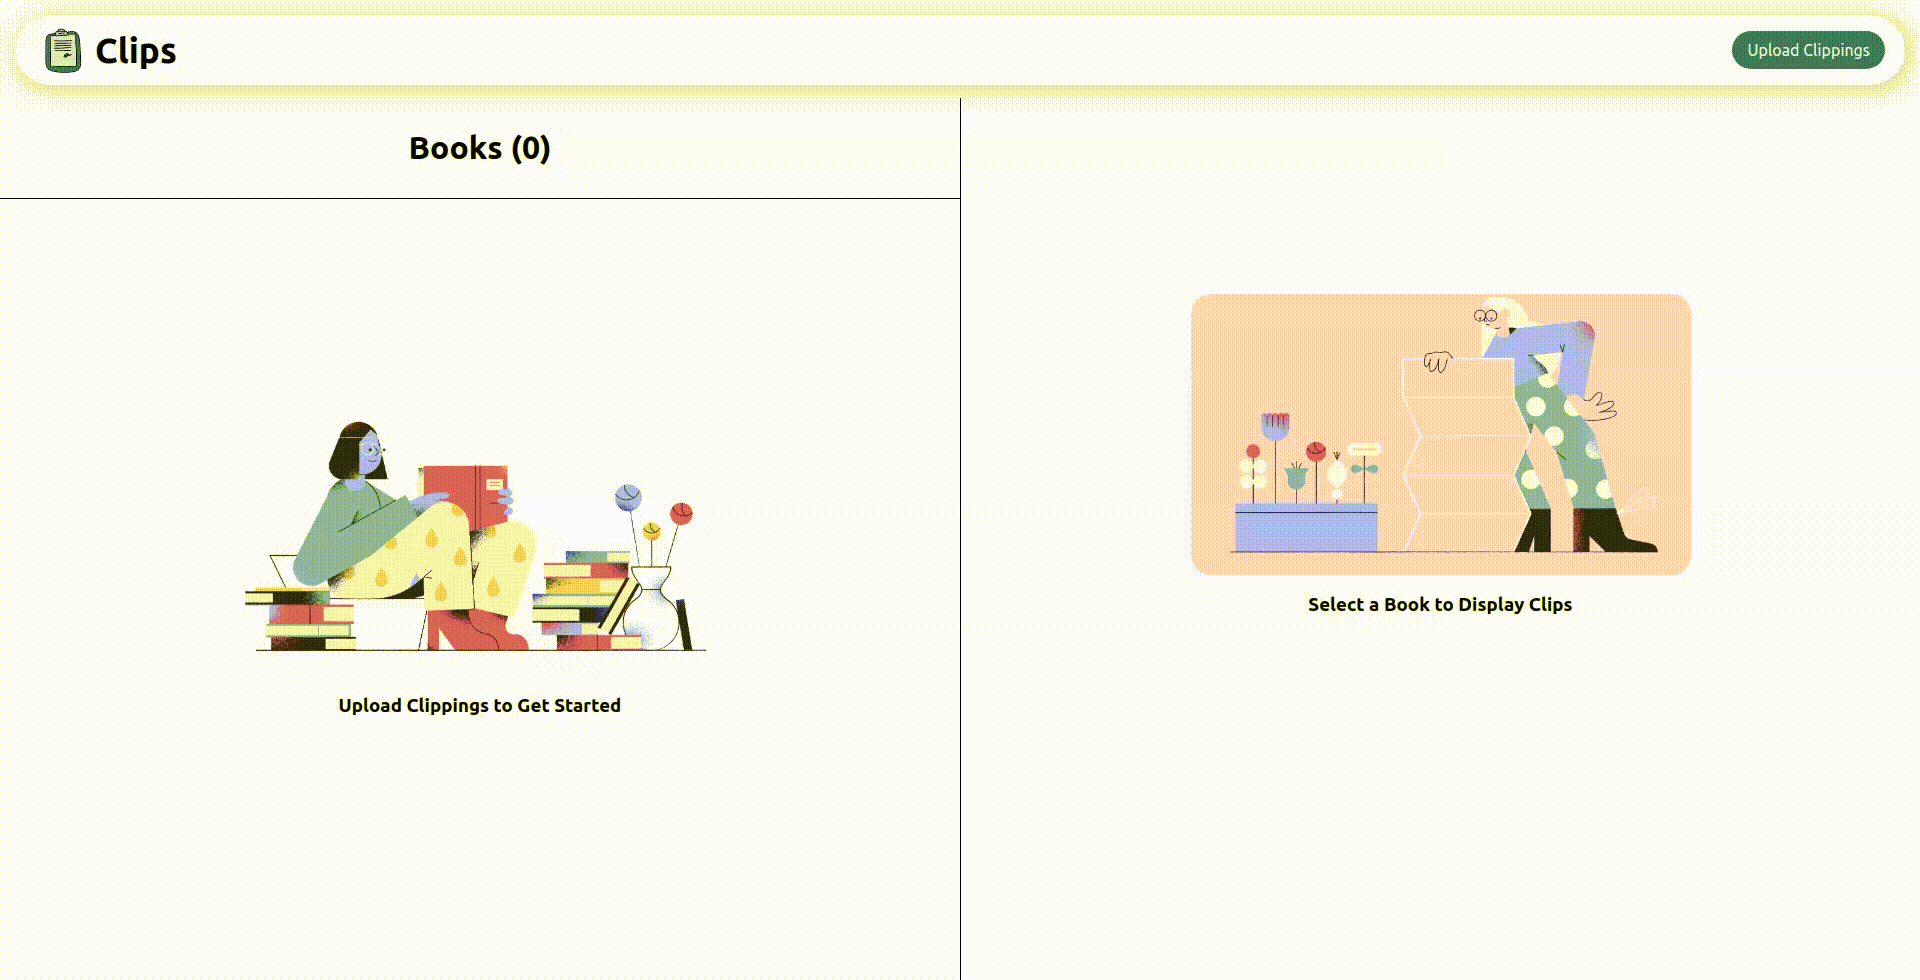 Clips
Upload Clippings
Books (0)
Upload Clippings to Get Started
Select a Book to Display Clips